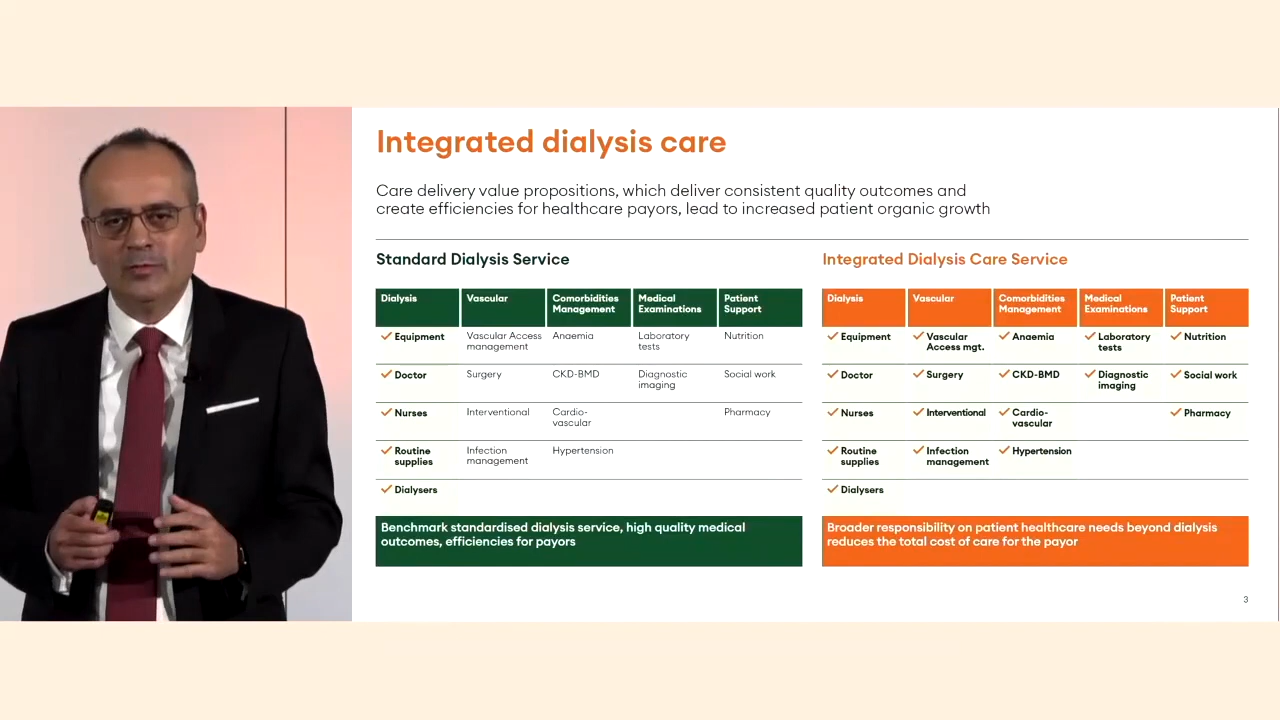 Integrated dialysis care
Care delivery value propositions, which deliver consistent quality outcomes and
create efficiencies for healthcare payors, lead to increased patient organic growth
Standard Dialysis Service
Dialysis
Vascular
Comorbidities
Management
Medical
Examinations
Patient
Support
Equipment
Vascular Access
management
Anaemia
Laboratory
tests
Nutrition
Doctor
Surgery
CKD-BMD
Diagnostic
imaging
Social work
Nurses
Interventional
Cardio-
vascular
Pharmacy
Routine
supplies
Infection
management
Hypertension
Dialysers
Benchmark standardised dialysis service, high quality medical
outcomes, efficiencies for payors
Integrated Dialysis Care Service
Dialysis
Vascular
Comorbidities
Management
Medical
Examinations
Patient
Support
Equipment
Vascular
Access mgt.
Anaemia
Laboratory
tests
Nutrition
Doctor
Surgery
CKD-BMD
Diagnostic
imaging
Social work
Nurses
Interventional
Cardio-
vascular
Pharmacy
Routine
supplies
Infection
management
Hypertension
Dialysers
Broader responsibility on patient healthcare needs beyond dialysis
reduces the total cost of care for the payor
3